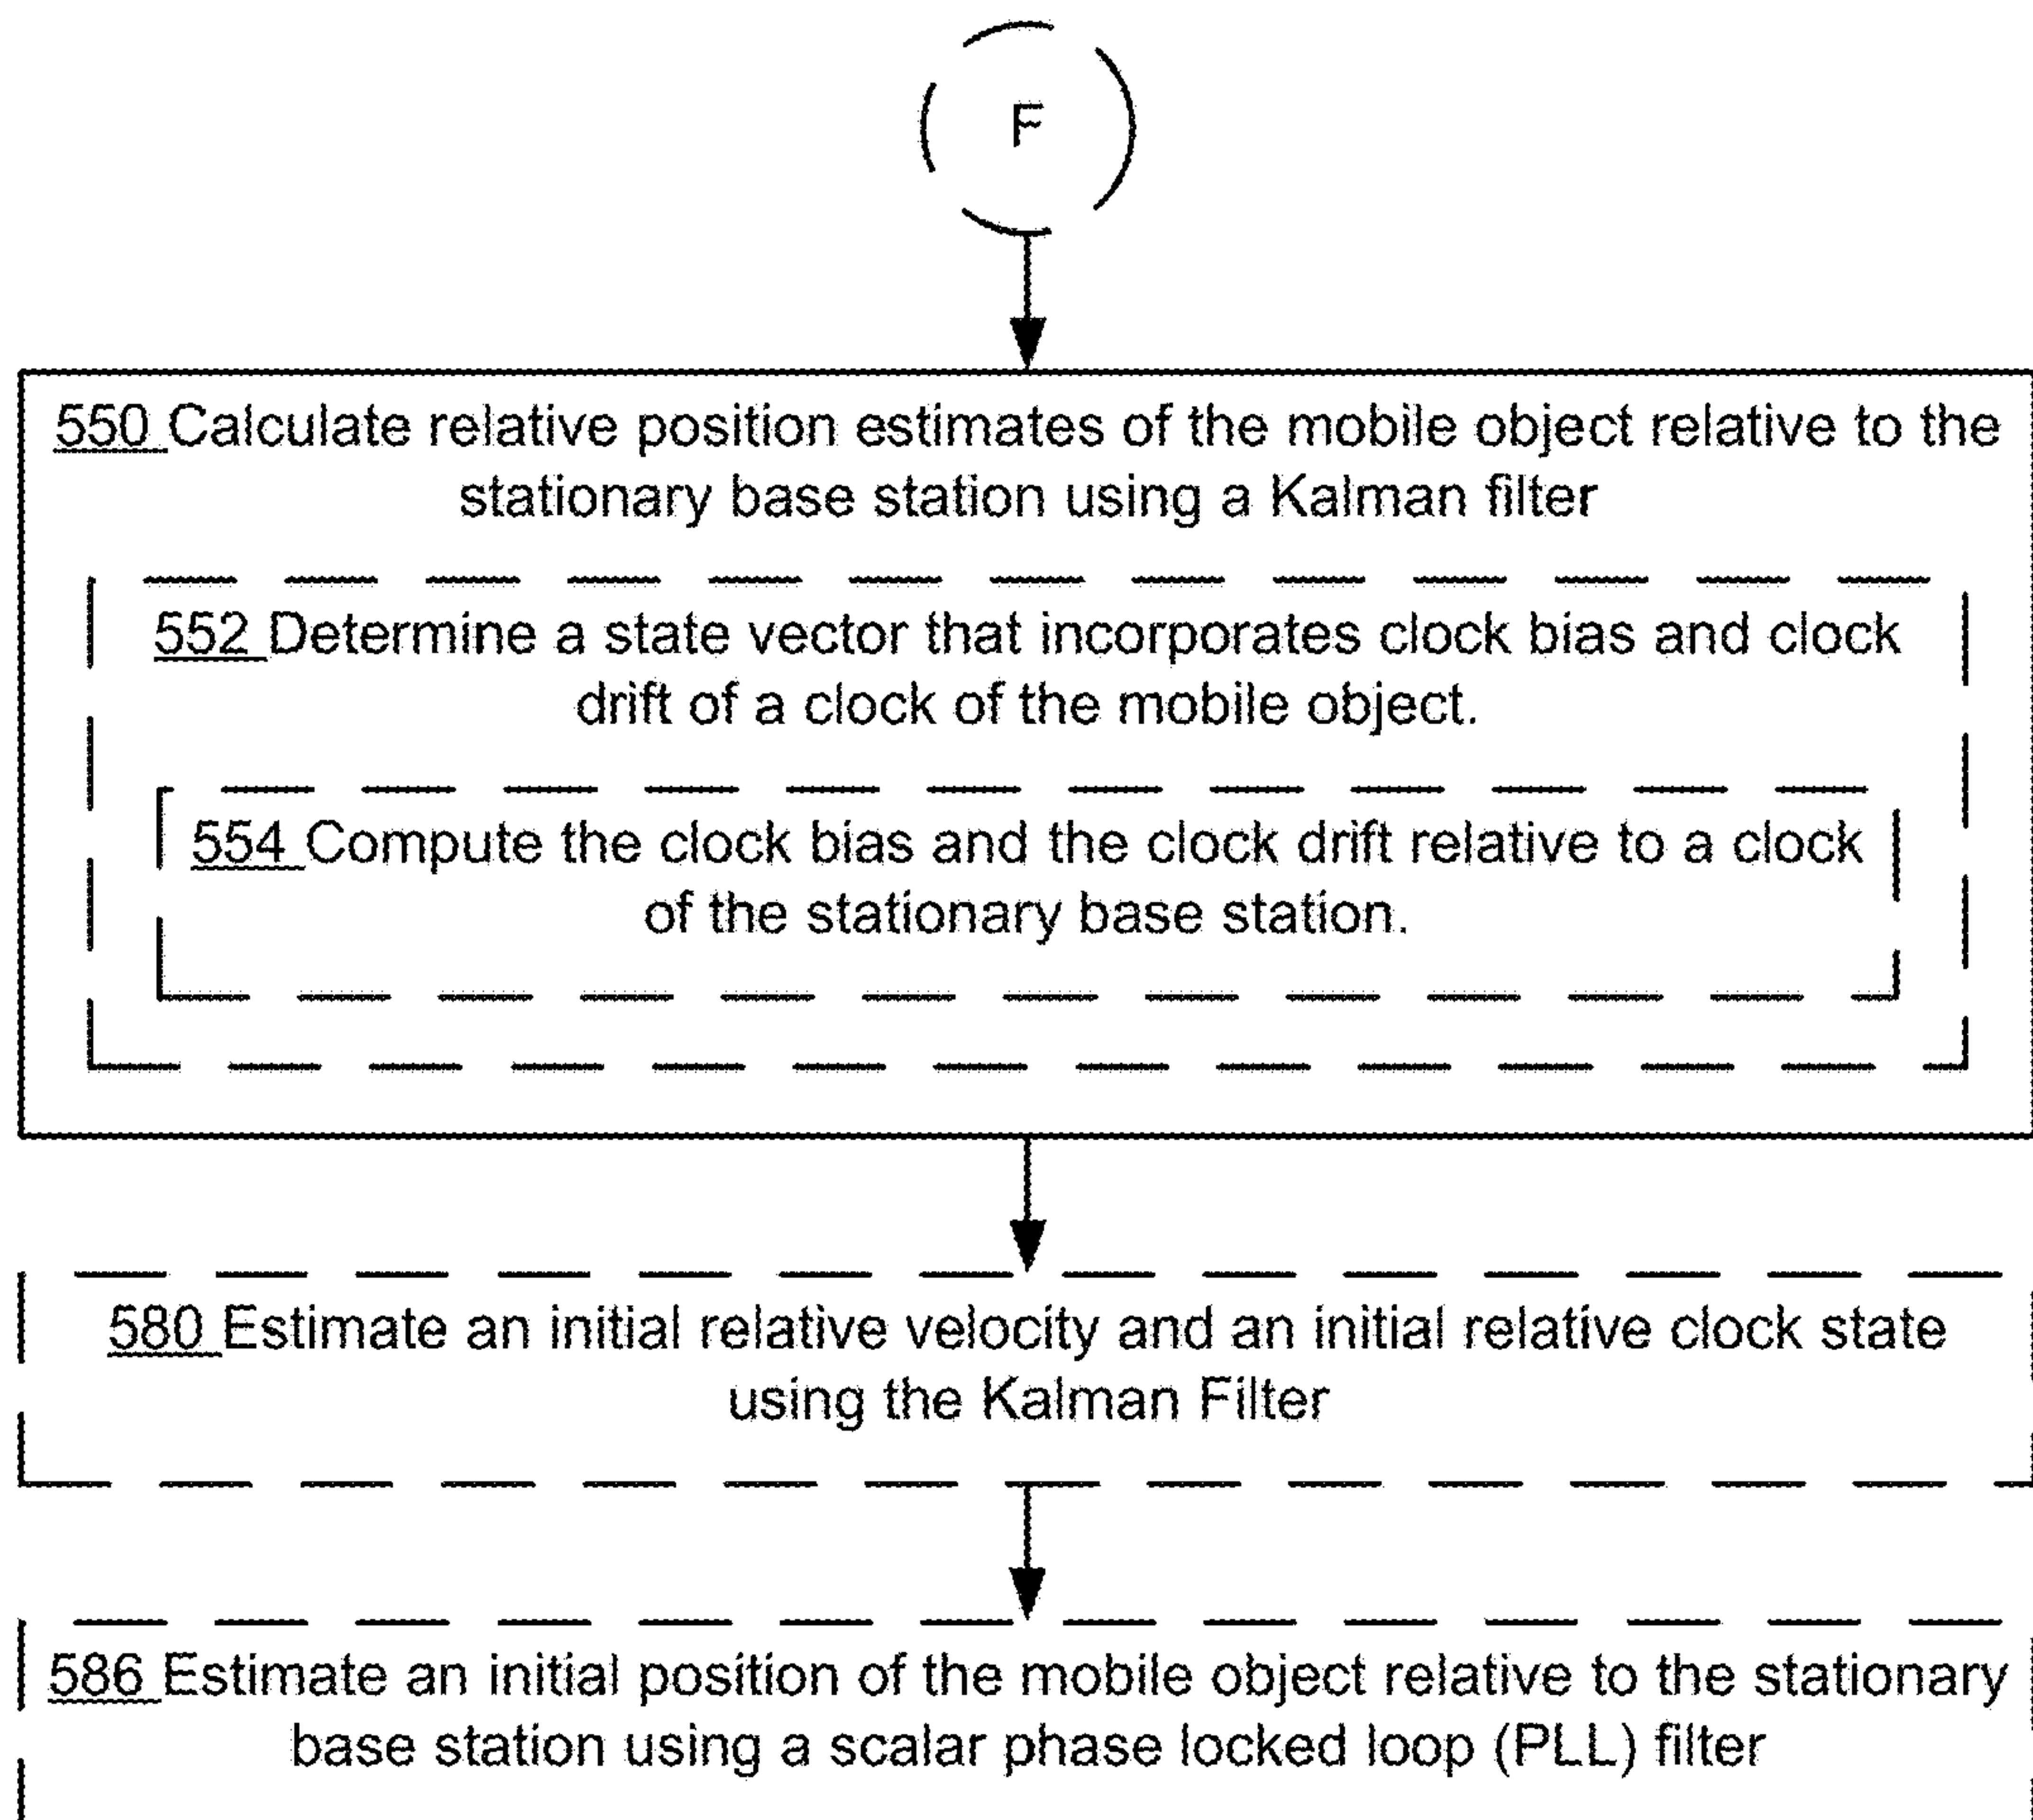 F
550 Calculate relative position estimates of the mobile object relative to the
stationary base station using a Kalman filter
552 Determine a state vector that incorporates clock bias and clock
drift of a clock of the mobile object.
554 Compute the clock bias and the clock drift relative to a clock
of the stationary base station.
580 Estimate an initial relative velocity and an initial relative clock state
using the Kalman Filter
586 Estimate an initial position of the mobile object relative to the stationary
base station using a scalar phase locked loop (PLL) filter